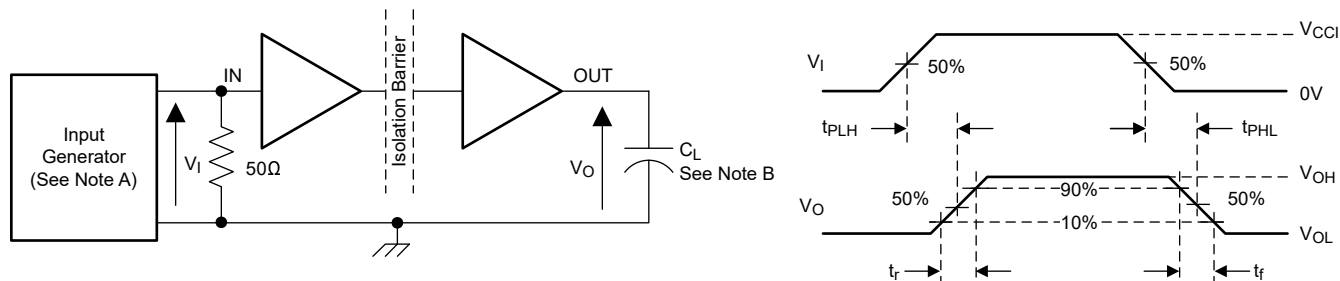 Input
Generator
(See Note A)
V_I
IN
50Ω
Isolation Barrier
OUT
V_O
C_L
See Note B
V_I
50%
50%
V_CCI
0V
t_PLH
t_PHL
V_O
50%
90%
10%
50%
V_OH
V_OL
t_r
t_f